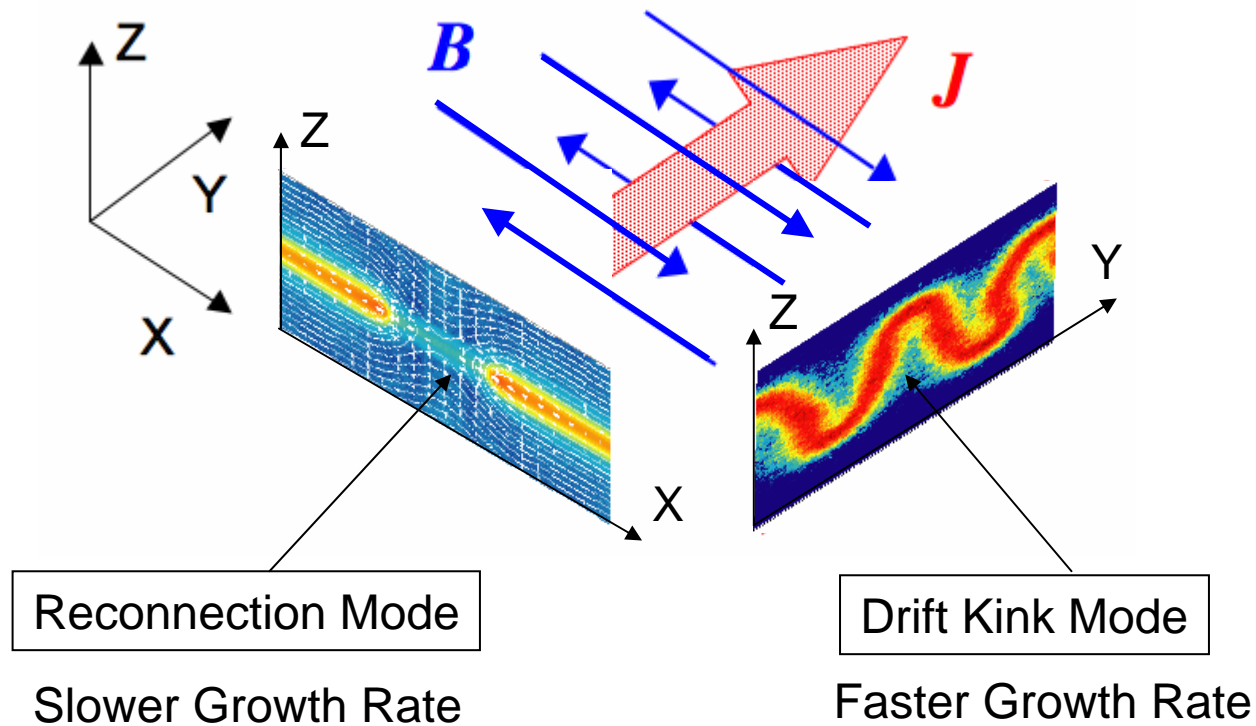 Z
Y
X
B
J
Z
X
Z
Y
Reconnection Mode
Slower Growth Rate
Drift Kink Mode
Faster Growth Rate